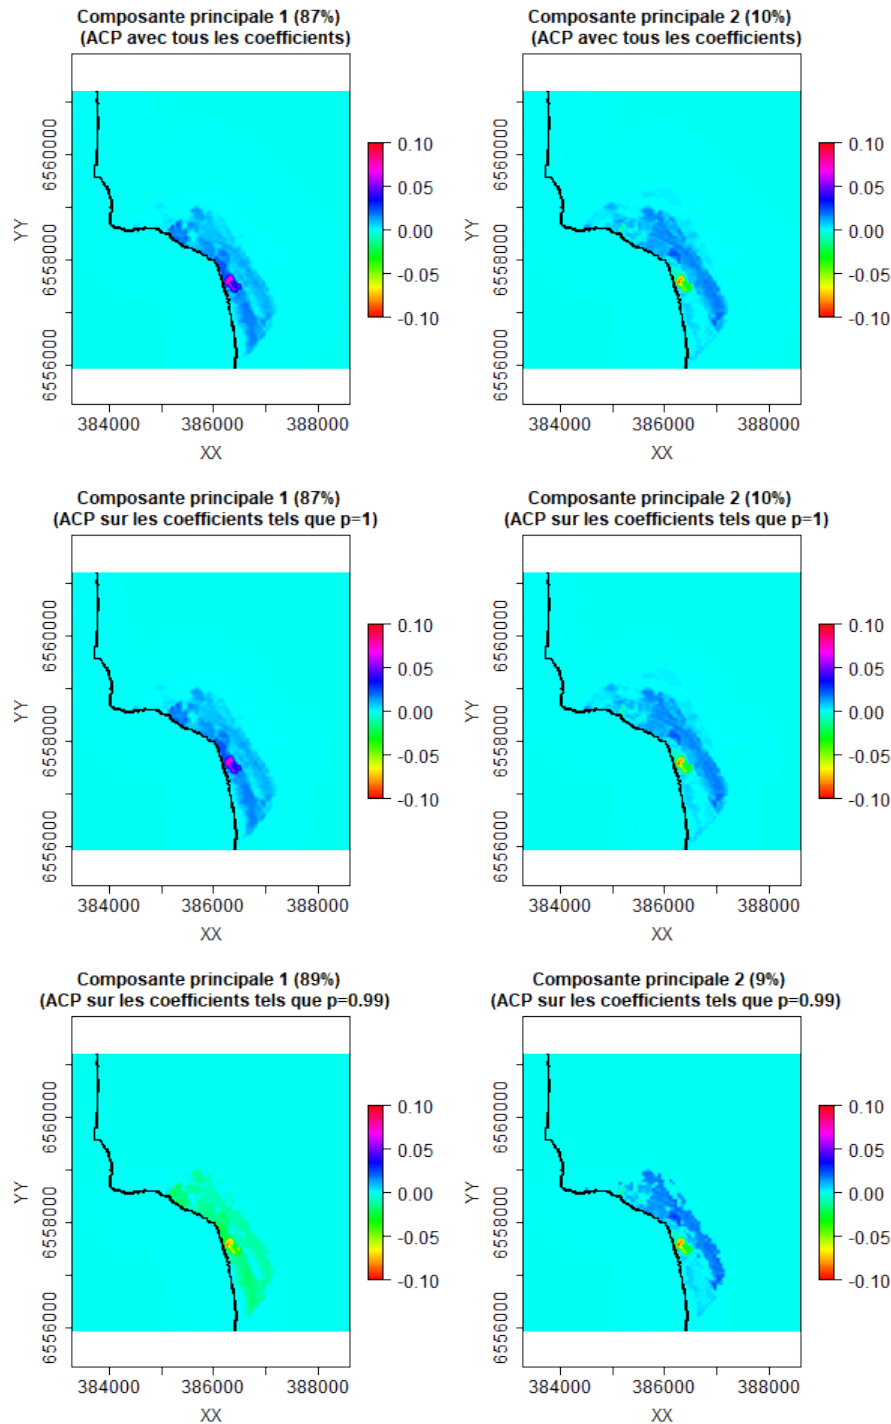 Composante principale 1 (87%)
(ACP avec tous les coefficients)
YY
6560000
6558000
6556000
0.10
0.05
0.00
-0.05
-0.10
384000
386000
388000
XX
Composante principale 2 (10%)
(ACP avec tous les coefficients)
YY
6560000
6558000
6556000
0.10
0.05
0.00
-0.05
-0.10
384000
386000
388000
XX
Composante principale 1 (87%)
(ACP sur les coefficients tels que p=1)
YY
6560000
6558000
6556000
0.10
0.05
0.00
-0.05
-0.10
384000
386000
388000
XX
Composante principale 2 (10%)
(ACP sur les coefficients tels que p=1)
YY
6560000
6558000
6556000
0.10
0.05
0.00
-0.05
-0.10
384000
386000
388000
XX
Composante principale 1 (89%)
(ACP sur les coefficients tels que p=0.99)
YY
6560000
6558000
6556000
0.10
0.05
0.00
-0.05
-0.10
384000
386000
388000
XX
Composante principale 2 (9%)
(ACP sur les coefficients tels que p=0.99)
YY
6560000
6558000
6556000
0.10
0.05
0.00
-0.05
-0.10
384000
386000
388000
XX